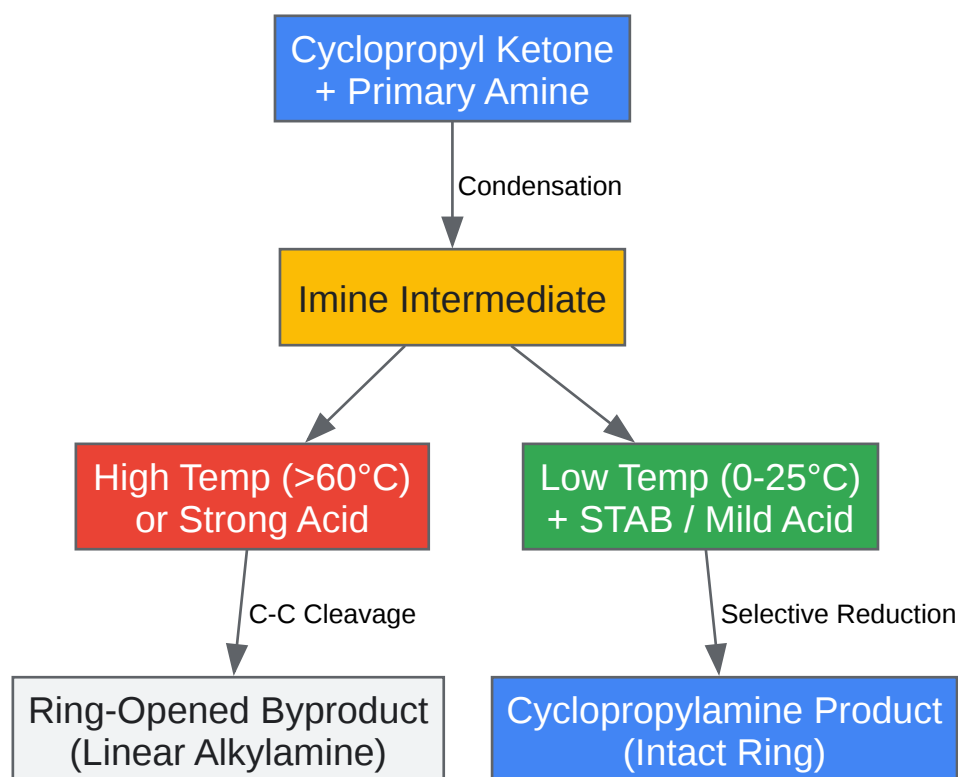 Cyclopropyl Ketone
+ Primary Amine
Condensation
Imine Intermediate
High Temp (>60°C)
or Strong Acid
Low Temp (0-25°C)
+ STAB / Mild Acid
C-C Cleavage
Selective Reduction
Ring-Opened Byproduct
(Linear Alkylamine)
Cyclopropylamine Product
(Intact Ring)